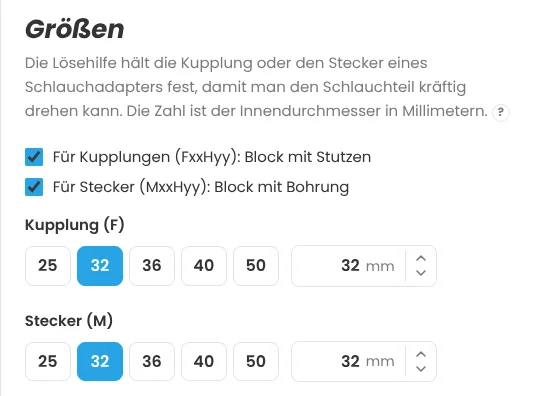 Größen
Die Lösehilfe hält die Kupplung oder den Stecker eines
Schlauchadapters fest, damit man den Schlauchteil kräftig
drehen kann. Die Zahl ist der Innendurchmesser in Millimetern. ?
Für Kupplungen (FxxHyy): Block mit Stutzen
Für Stecker (MxxHyy): Block mit Bohrung
Kupplung (F)
25 32 36 40 50 32 mm
Stecker (M)
25 32 36 40 50 32 mm